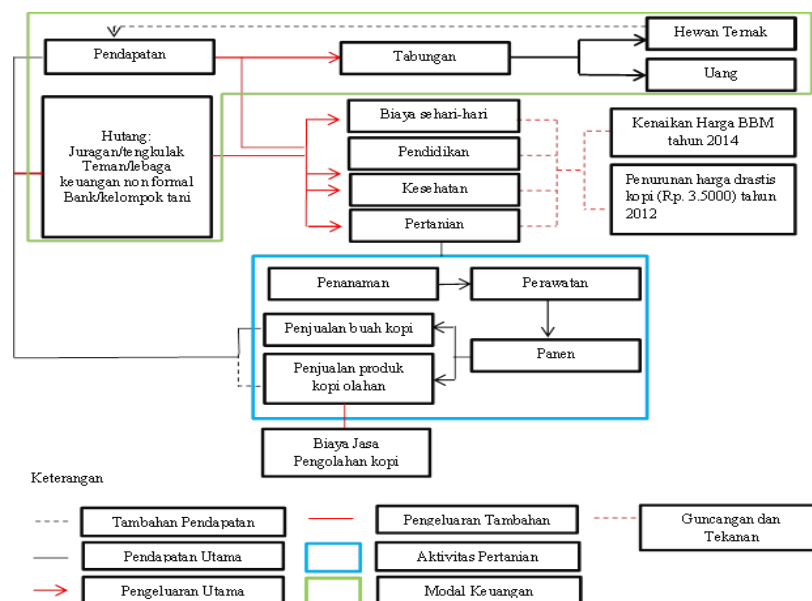 Pendapatan
Tabungan
Hewan Ternak
Uang
Hutang:
Juragan/tengkulak
Teman/lebaga
keuangan non formal
Bank/kelompok tani
Biaya sehari-hari
Pendidikan
Kesehatan
Pertanian
Kenaikan Harga BBM
tahun 2014
Penurunan harga drastis
kopi (Rp. 3.5000) tahun
2012
Penanaman
Perawatan
Penjualan buah kopi
Panen
Penjualan produk
kopi olahan
Biaya Jasa
Pengolahan kopi
Keterangan
Tambahan Pendapatan
Pengeluaran Tambahan
Guncangan dan
Tekanan
Pendapatan Utama
Aktivitas Pertanian
Pengeluaran Utama
Modal Keuangan